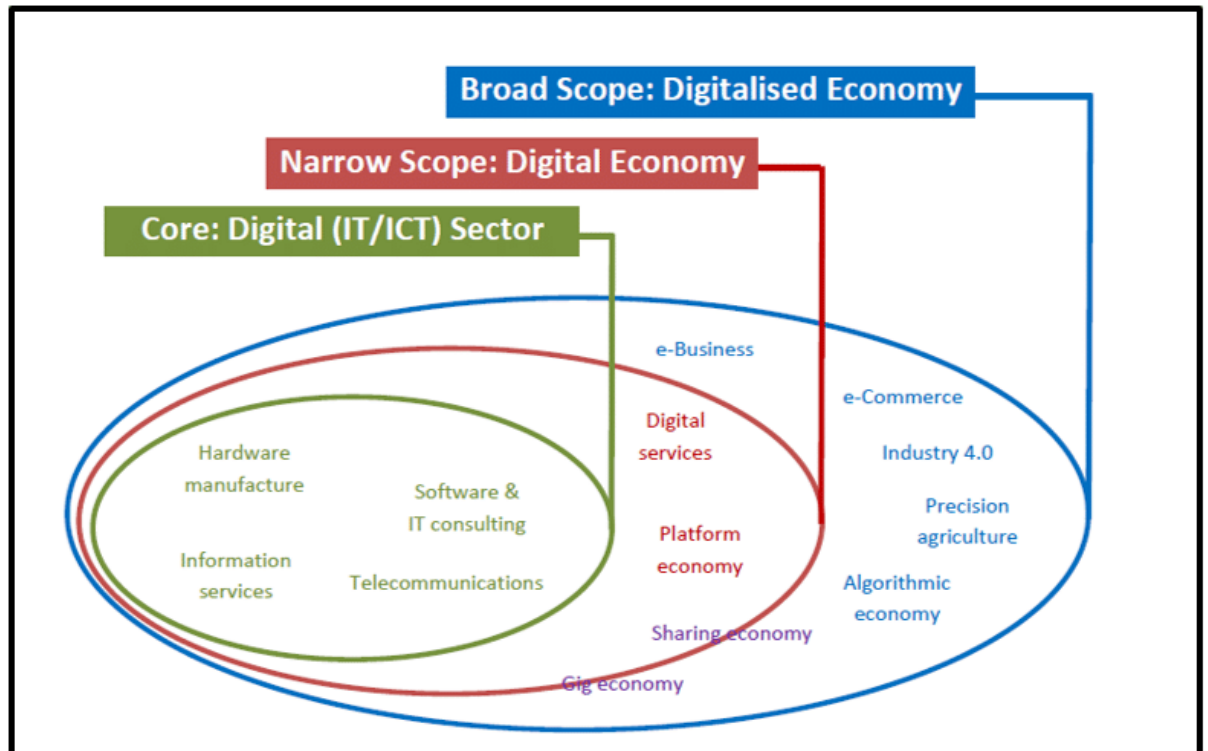 Broad Scope: Digitalised Economy
Narrow Scope: Digital Economy
Core: Digital (IT/ICT) Sector
e-Business
e-Commerce
Digital
services
Industry 4.0
Hardware
manufacture
Software &
IT consulting
Precision
agriculture
Platform
economy
Information
services
Telecommunications
Algorithmic
economy
Sharing economy
Gig economy